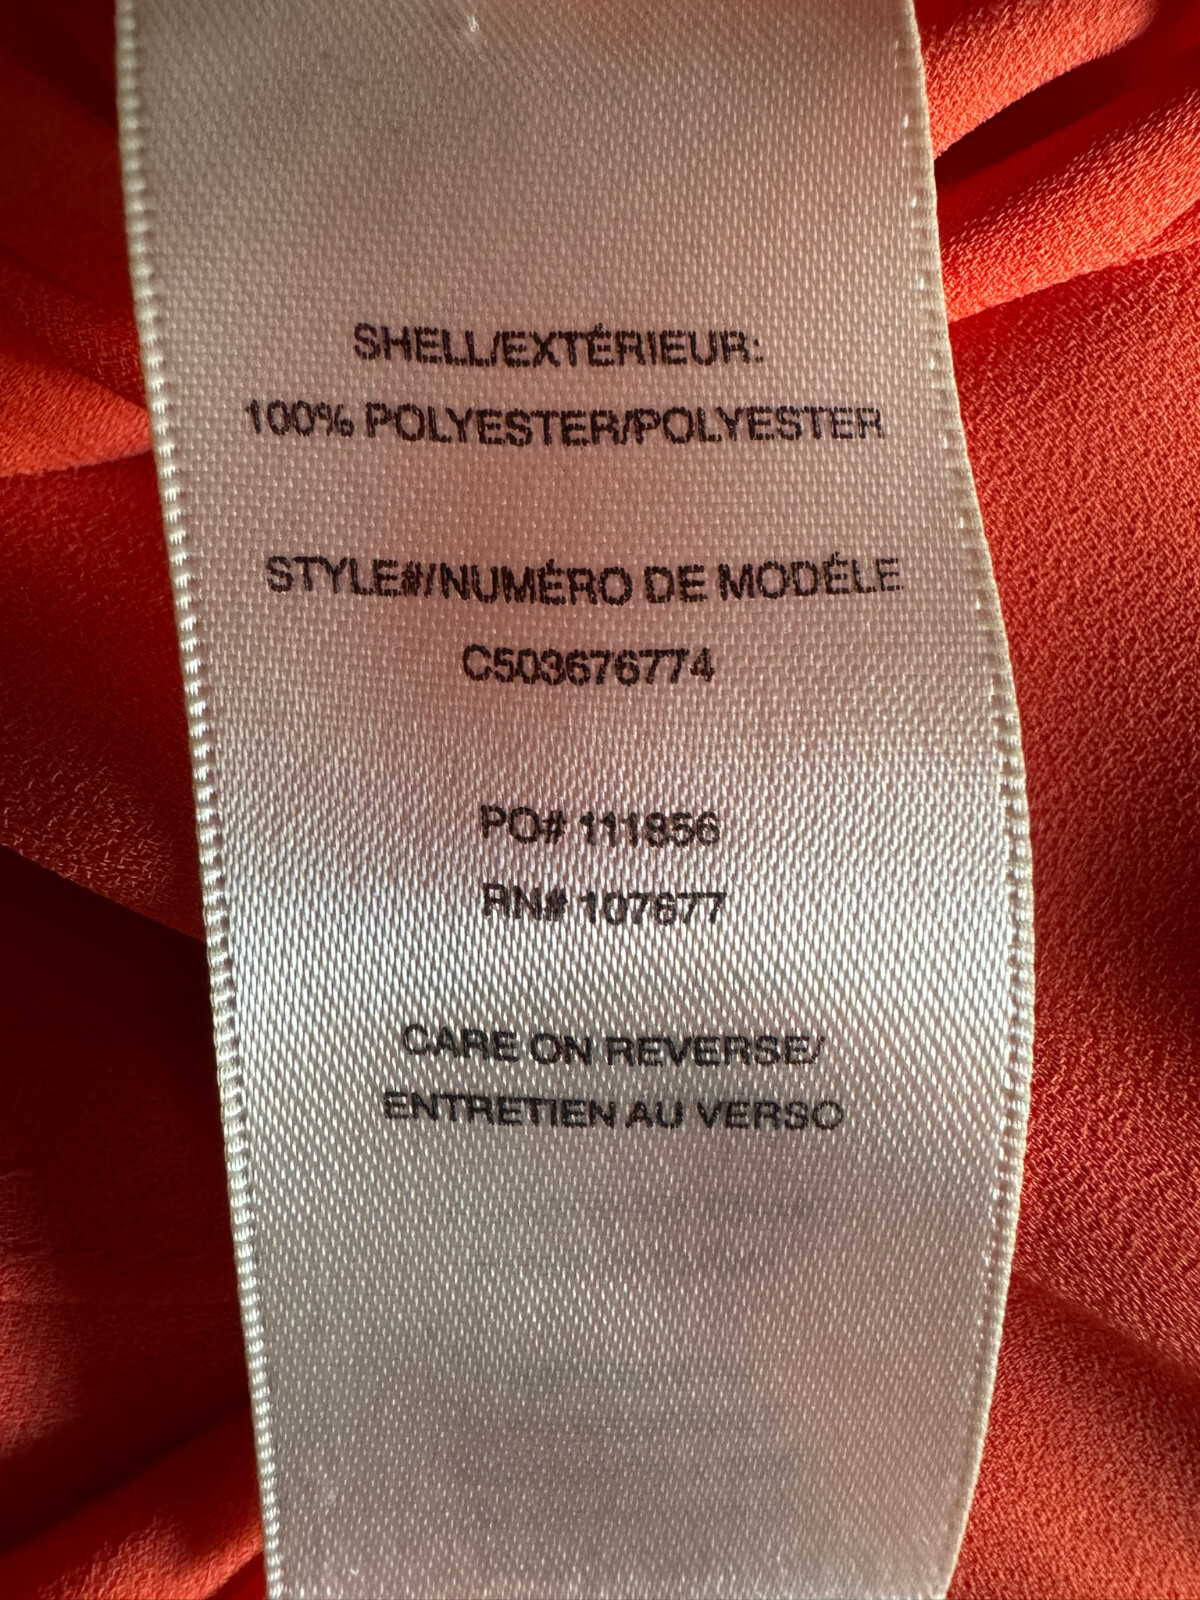 SHELL/EXTÉRIEUR:
100% POLYESTER/POLYESTER
STYLE#/NUMÉRO DE MODÉLE
C503676774
PO# 111856
RN# 107677
CARE ON REVERSE/
ENTRETIEN AU VERSO